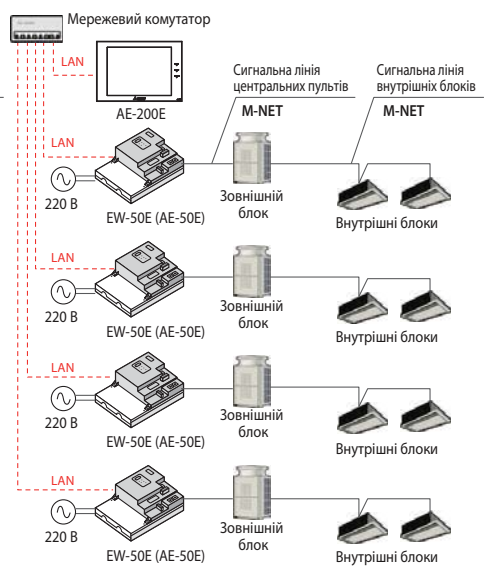 Мережевий комутатор
LAN
AE-200E
Сигнальна лінія
центральних пультів
M-NET
Сигнальна лінія
внутрішніх блоків
M-NET
LAN
220 В
EW-50E (AE-50E)
Зовнішній
блок
Внутрішні блоки
LAN
220 В
EW-50E (AE-50E)
Зовнішній
блок
Внутрішні блоки
LAN
220 В
EW-50E (AE-50E)
Зовнішній
блок
Внутрішні блоки
LAN
220 В
EW-50E (AE-50E)
Зовнішній
блок
Внутрішні блоки